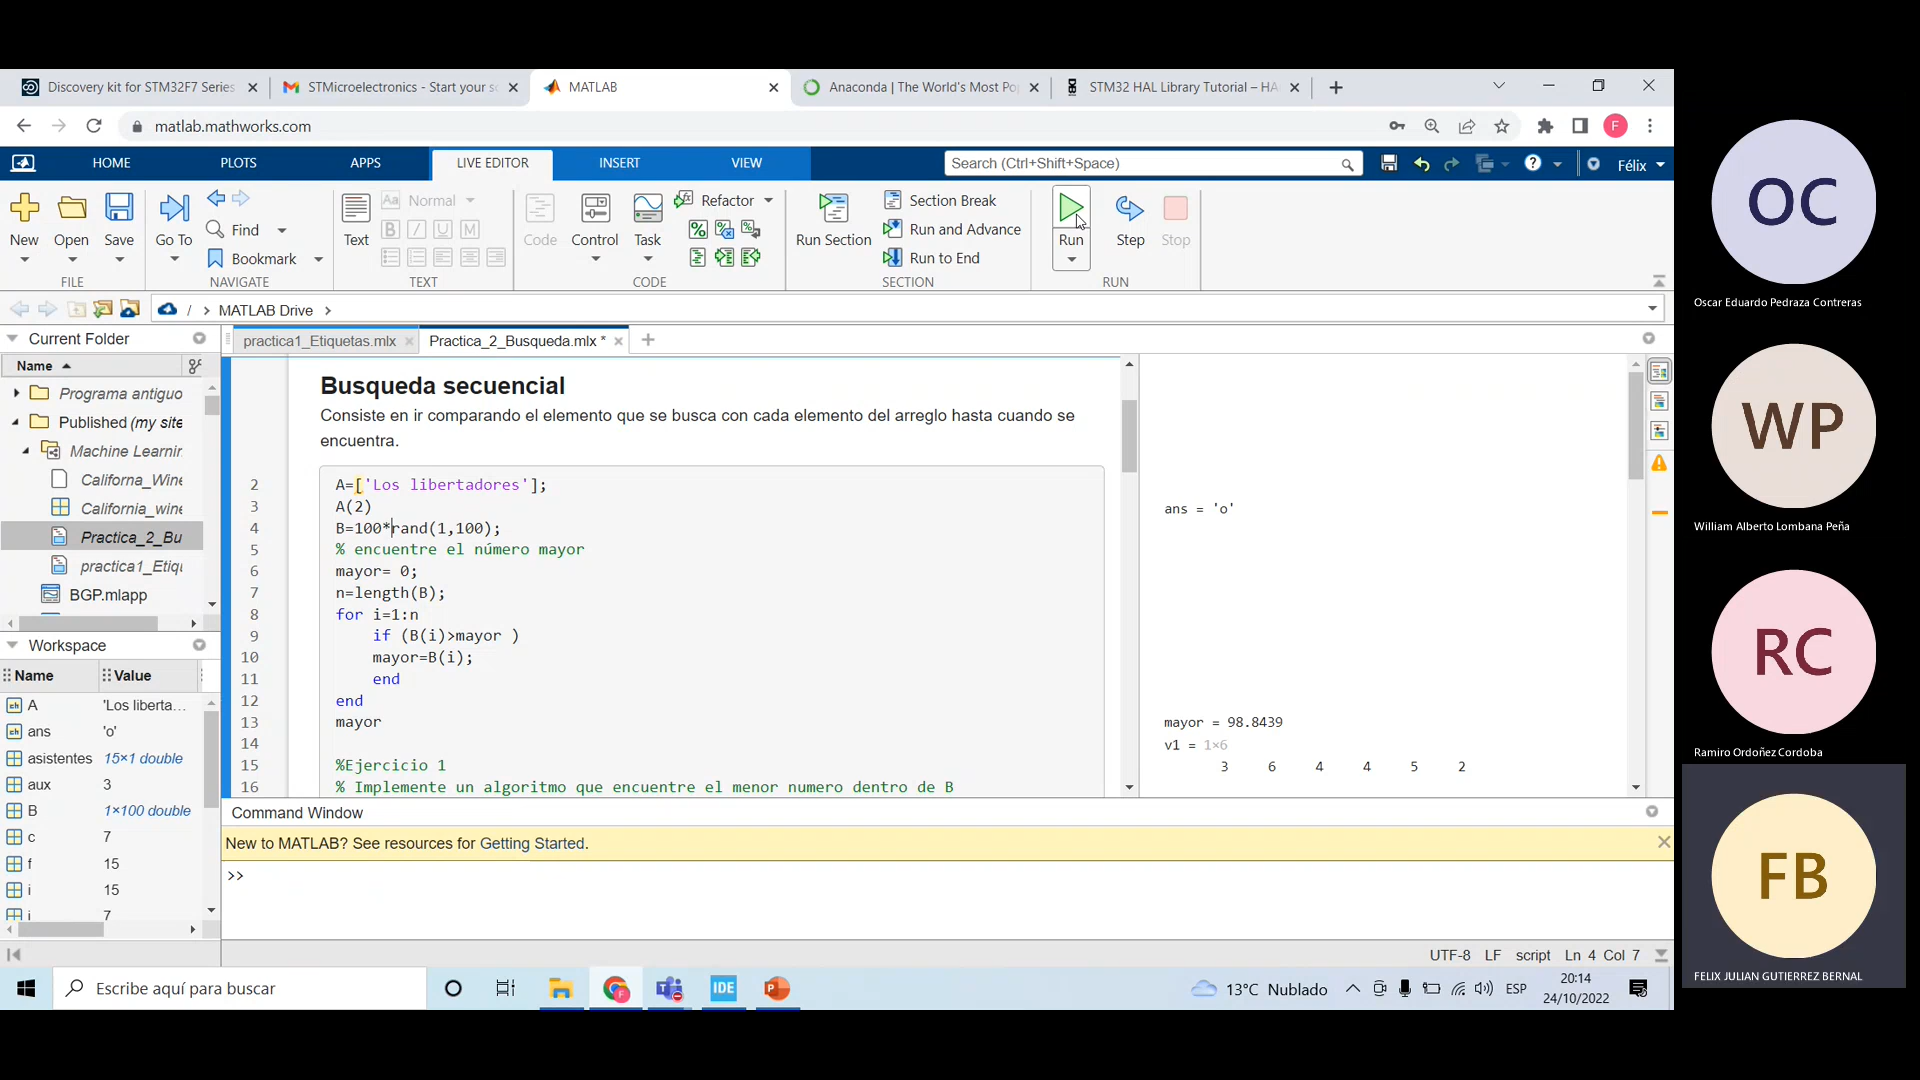 Discovery kit for STM32F7 Series
STMicroelectronics - Start your sc
MATLAB
Anaconda | The World's Most Po
STM32 HAL Library Tutorial – HA
matlab.mathworks.com
F
HOME
PLOTS
APPS
LIVE EDITOR
INSERT
VIEW
Search (Ctrl+Shift+Space)
Félix
New
Open
Save
FILE
Go To
Find
Bookmark
NAVIGATE
Text
Aa Normal
B I U M
TEXT
Code
Control
Task
Refactor
CODE
Run Section
Section Break
Run and Advance
Run to End
SECTION
Run
Step
Stop
RUN
/ > MATLAB Drive >
Current Folder
Name
Programa antiguo
Published (my site
Machine Learnin
Californa_Wine
California_wine
Practica_2_Bu
practica1_Etiqu
BGP.mlapp
Workspace
Name Value
A 'Los liberta...
ans 'o'
asistentes 15×1 double
aux 3
B 1×100 double
c 7
f 15
i 15
j 7
practica1_Etiquetas.mlx
Practica_2_Busqueda.mlx *
Busqueda secuencial
Consiste en ir comparando el elemento que se busca con cada elemento del arreglo hasta cuando se
encuentra.
2 A=['Los libertadores'];
3 A(2)
4 B=100*rand(1,100);
5 % encuentre el número mayor
6 mayor= 0;
7 n=length(B);
8 for i=1:n
9 if (B(i)>mayor )
10 mayor=B(i);
11 end
12 end
13 mayor
14
15 %Ejercicio 1
16 % Implemente un algoritmo que encuentre el menor numero dentro de B
ans = 'o'
mayor = 98.8439
v1 = 1×6
3 6 4 4 5 2
Command Window
New to MATLAB? See resources for Getting Started.
>>
UTF-8 LF script Ln 4 Col 7
Escribe aquí para buscar
IDE
13°C Nublado
ESP
20:14
24/10/2022
OC
Oscar Eduardo Pedraza Contreras
WP
William Alberto Lombana Peña
RC
Ramiro Ordoñez Cordoba
FB
FELIX JULIAN GUTIERREZ BERNAL